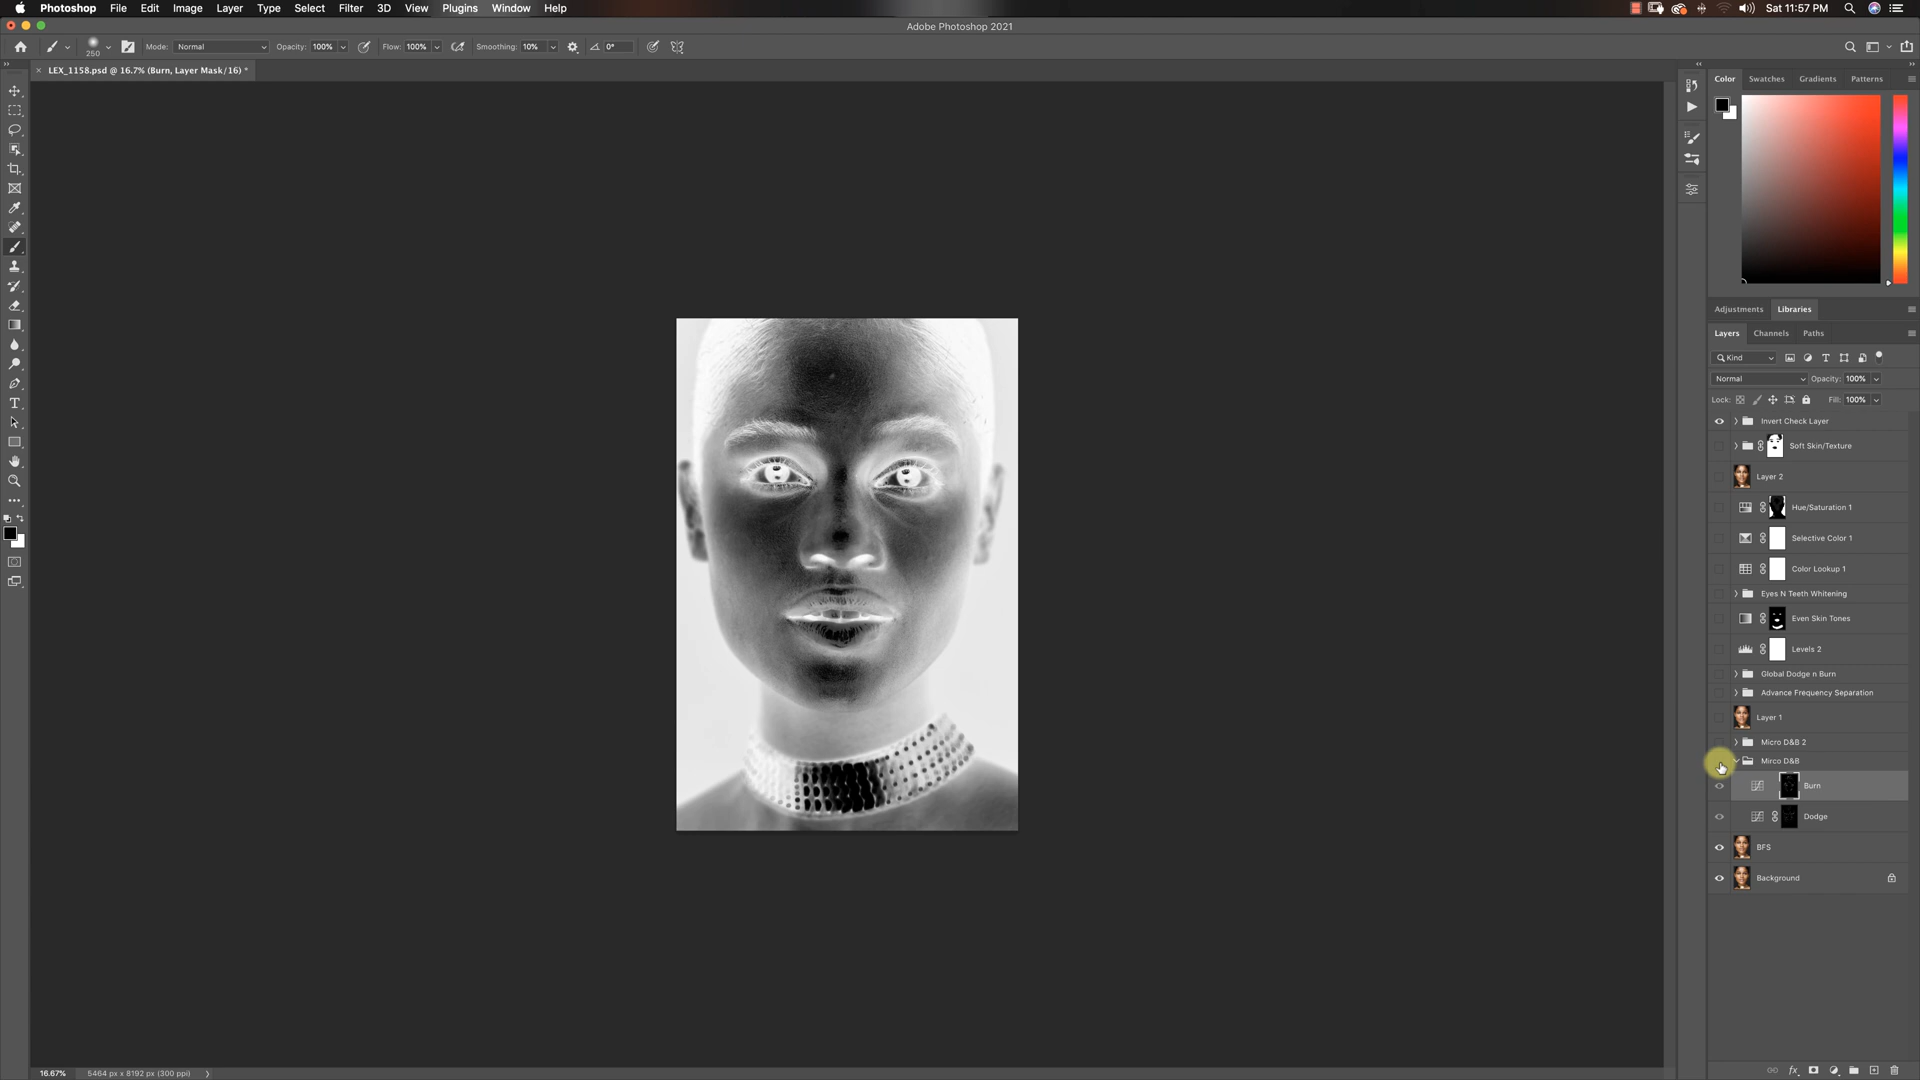 Photoshop File Edit Image Layer Type Select Filter 3D View Plugins Window Help Sat 11:57 PM
Adobe Photoshop 2021
250 Mode: Normal Opacity: 100% Flow: 100% Smoothing: 10% 0°
LEX_1158.psd @ 16.7% (Burn, Layer Mask/16) *
Color Swatches Gradients Patterns
Adjustments Libraries
Layers Channels Paths
Kind
Normal Opacity: 100%
Lock: Fill: 100%
Invert Check Layer
Soft Skin/Texture
Layer 2
Hue/Saturation 1
Selective Color 1
Color Lookup 1
Eyes N Teeth Whitening
Even Skin Tones
Levels 2
Global Dodge n Burn
Advance Frequency Separation
Layer 1
Micro D&B 2
Mirco D&B
Burn
Dodge
BFS
Background
16.67% 5464 px x 8192 px (300 ppi)